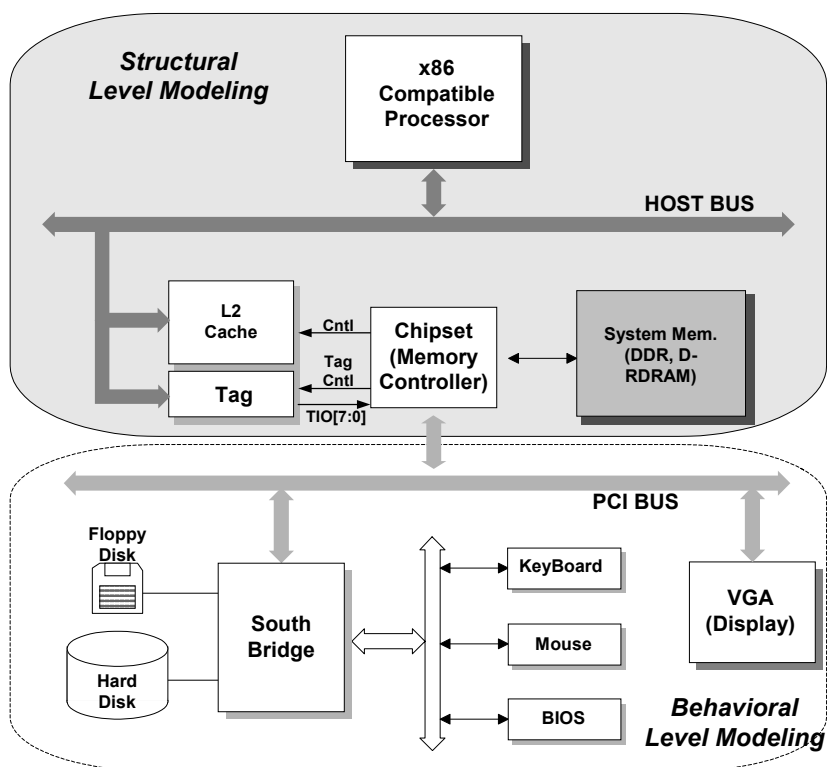 Structural
Level Modeling
x86
Compatible
Processor
HOST BUS
L2
Cache
Cntl
Chipset
(Memory
Controller)
System Mem.
(DDR, D-
RDRAM)
Tag
Tag
Cntl
TIO[7:0]
PCI BUS
Floppy
Disk
South
Bridge
KeyBoard
VGA
(Display)
Mouse
Hard
Disk
BIOS
Behavioral
Level Modeling